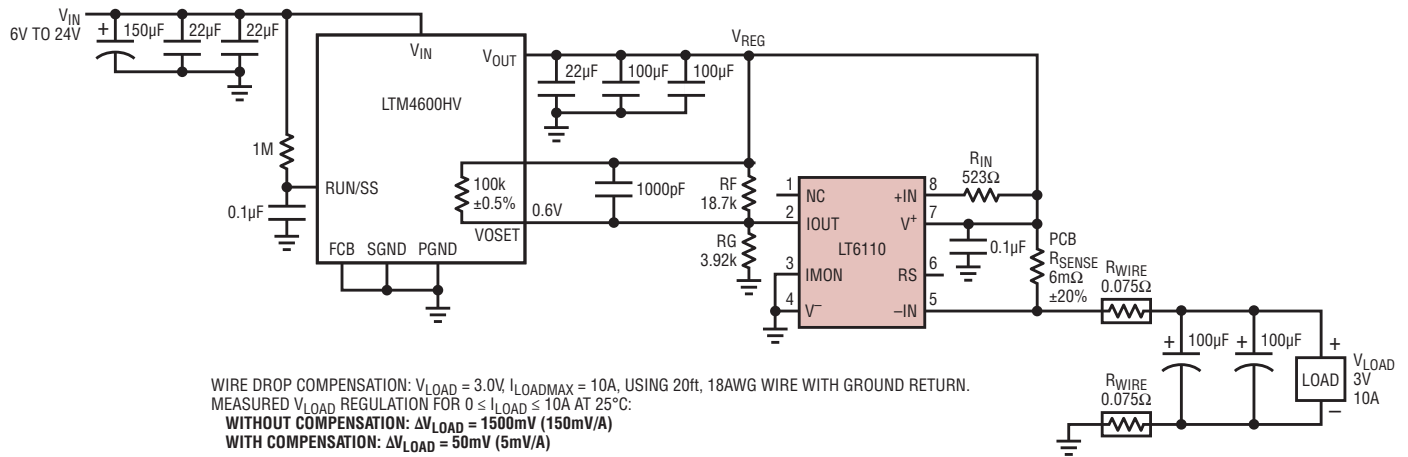 VIN
6V TO 24V
+
150µF
22µF
22µF
VIN
VOUT
LTM4600HV
1M
RUN/SS
0.1µF
FCB
SGND
PGND
100k
±0.5%
0.6V
VOSET
22µF
100µF
100µF
VREG
1000pF
RF
18.7k
RG
3.92k
1
NC
2
IOUT
3
IMON
4
V–
LT6110
+IN
8
V+
7
RS
6
–IN
5
RIN
523Ω
0.1µF
PCB
RSENSE
6mΩ
±20%
RWIRE
0.075Ω
RWIRE
0.075Ω
+
100µF
+
100µF
LOAD
+
–
VLOAD
3V
10A
WIRE DROP COMPENSATION: VLOAD = 3.0V, ILOADMAX = 10A, USING 20ft, 18AWG WIRE WITH GROUND RETURN.
MEASURED VLOAD REGULATION FOR 0 ≤ ILOAD ≤ 10A AT 25°C:
WITHOUT COMPENSATION: ΔVLOAD = 1500mV (150mV/A)
WITH COMPENSATION: ΔVLOAD = 50mV (5mV/A)